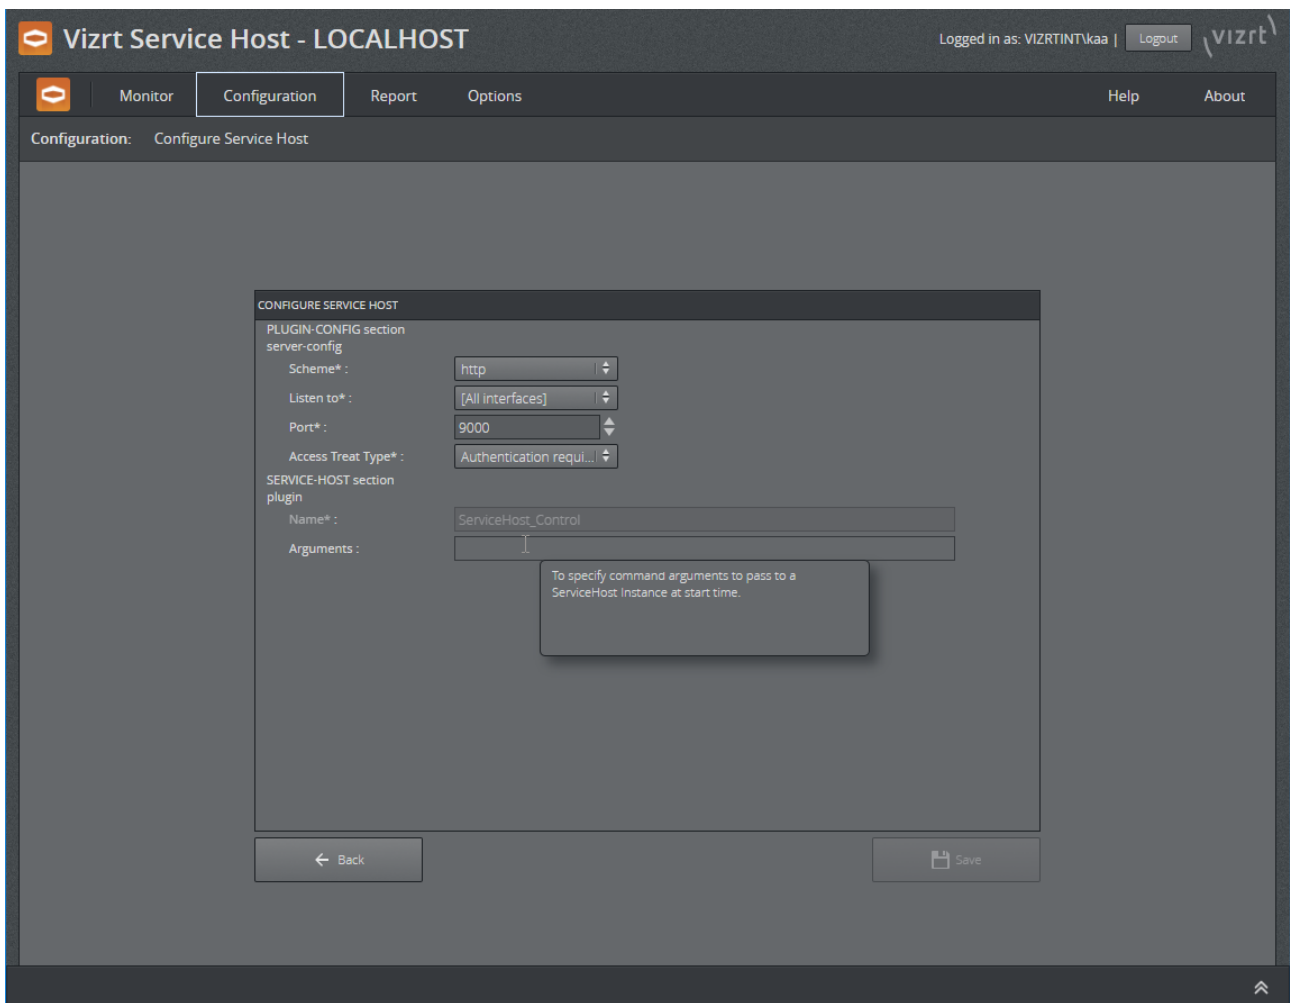 Vizrt Service Host - LOCALHOST
Logged in as: VIZRTINT\kaa |
Logout
vizrt
Monitor
Configuration
Report
Options
Help
About
Configuration:
Configure Service Host
CONFIGURE SERVICE HOST
PLUGIN-CONFIG section
server-config
Scheme* :
http
Listen to* :
[All interfaces]
Port* :
9000
Access Treat Type* :
Authentication requi...
SERVICE-HOST section
plugin
Name* :
ServiceHost_Control
Arguments :
To specify command arguments to pass to a
ServiceHost Instance at start time.
Back
Save